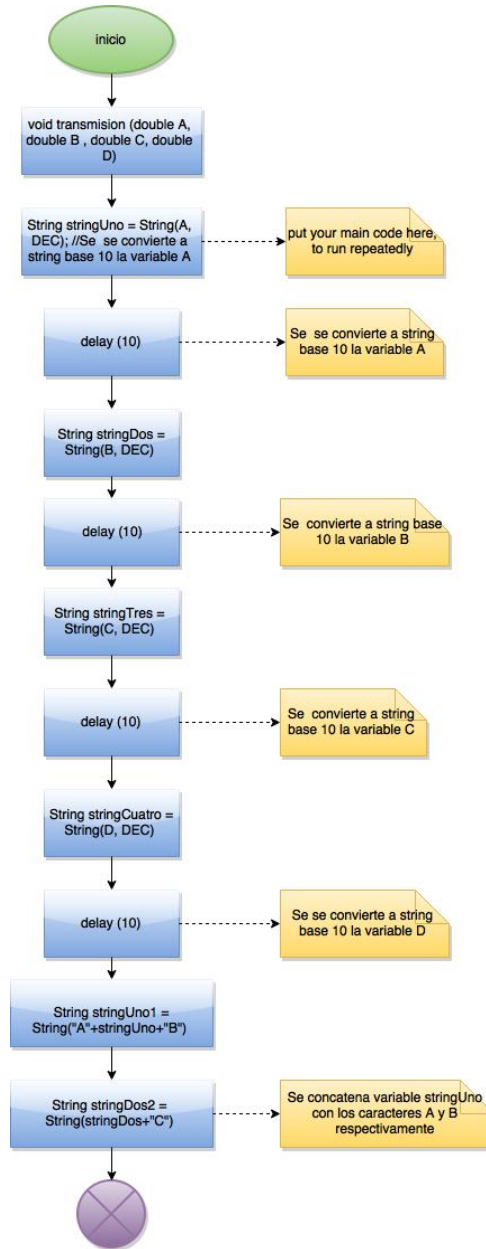 inicio
void transmision (double A,
double B , double C, double
D)
String stringUno = String(A,
DEC); //Se  se convierte a
string base 10 la variable A
put your main code here,
to run repeatedly
delay (10)
Se  se convierte a string
base 10 la variable A
String stringDos =
String(B, DEC)
delay (10)
Se  convierte a string base
10 la variable B
String stringTres =
String(C, DEC)
delay (10)
Se  convierte a string
base 10 la variable C
String stringCuatro =
String(D, DEC)
delay (10)
Se se convierte a string
base 10 la variable D
String stringUno1 =
String("A"+stringUno+"B")
String stringDos2 =
String(stringDos+"C")
Se concatena variable stringUno
con los caracteres A y B
respectivamente